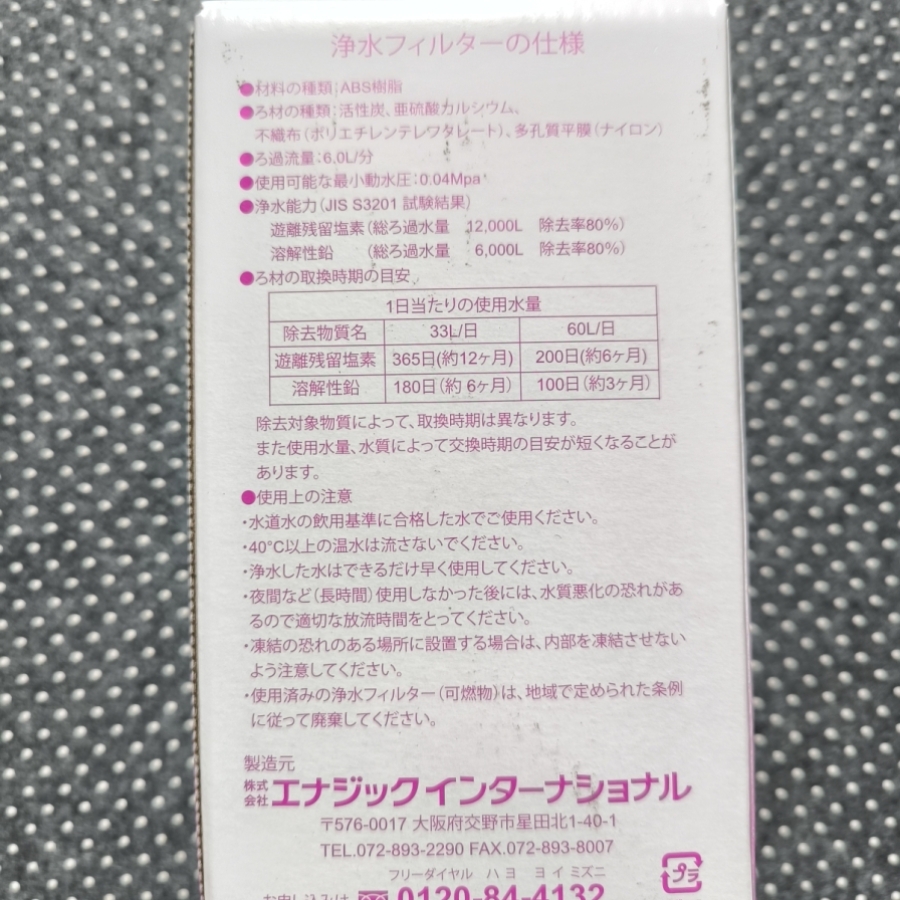 浄水フィルターの仕様
●材料の種類:ABS樹脂
●ろ材の種類:活性炭、亜硫酸カルシウム、
不織布(ポリエチレンテレフタレート)、多孔質平膜(ナイロン)
●ろ過流量:6.0L/分
●使用可能な最小動水圧:0.04Mpa
●浄水能力(JIS S3201 試験結果)
遊離残留塩素(総ろ過水量 12,000L 除去率80%)
溶解性鉛 (総ろ過水量 6,000L 除去率80%)
●ろ材の取換時期の目安
1日当たりの使用水量
除去物質名 33L/日 60L/日
遊離残留塩素 365日(約12ヶ月) 200日(約6ヶ月)
溶解性鉛 180日(約 6ヶ月) 100日(約3ヶ月)
除去対象物質によって、取換時期は異なります。
また使用水量、水質によって交換時期の目安が短くなることが
あります。
●使用上の注意
・水道水の飲用基準に合格した水でご使用ください。
・40°C以上の温水は流さないでください。
・浄水した水はできるだけ早く使用してください。
・夜間など(長時間)使用しなかった後には、水質悪化の恐れがあ
るので適切な放流時間をとってください。
・凍結の恐れのある場所に設置する場合は、内部を凍結させない
よう注意してください。
・使用済みの浄水フィルター(可燃物)は、地域で定められた条例
に従って廃棄してください。
製造元
株式会社 エナジックインターナショナル
〒576-0017 大阪府交野市星田北1-40-1
TEL.072-893-2290 FAX.072-893-8007
フリーダイヤル ハヨ ヨイミズニ
お申し込みは 0120-84-4132
プラ